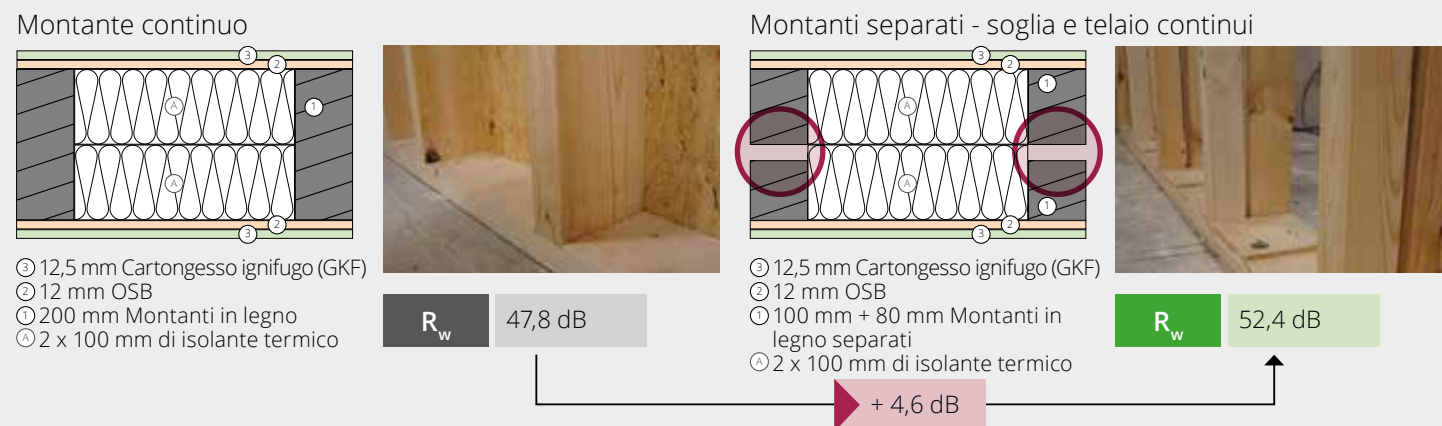 Montante continuo
3
2
A
1
A
2
3
3 12,5 mm Cartongesso ignifugo (GKF)
2 12 mm OSB
1 200 mm Montanti in legno
A 2 x 100 mm di isolante termico
Rw 47,8 dB
Montanti separati - soglia e telaio continui
3
2
1
A
A
1
2
3
3 12,5 mm Cartongesso ignifugo (GKF)
2 12 mm OSB
1 100 mm + 80 mm Montanti in
legno separati
A 2 x 100 mm di isolante termico
Rw 52,4 dB
+ 4,6 dB